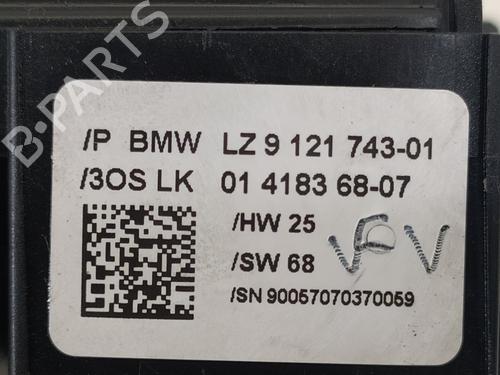 B-PARTS
/P BMW LZ 9 121 743-01
/3OS LK 01 4183 68-07
/HW 25
/SW 68
/SN 90057070370059